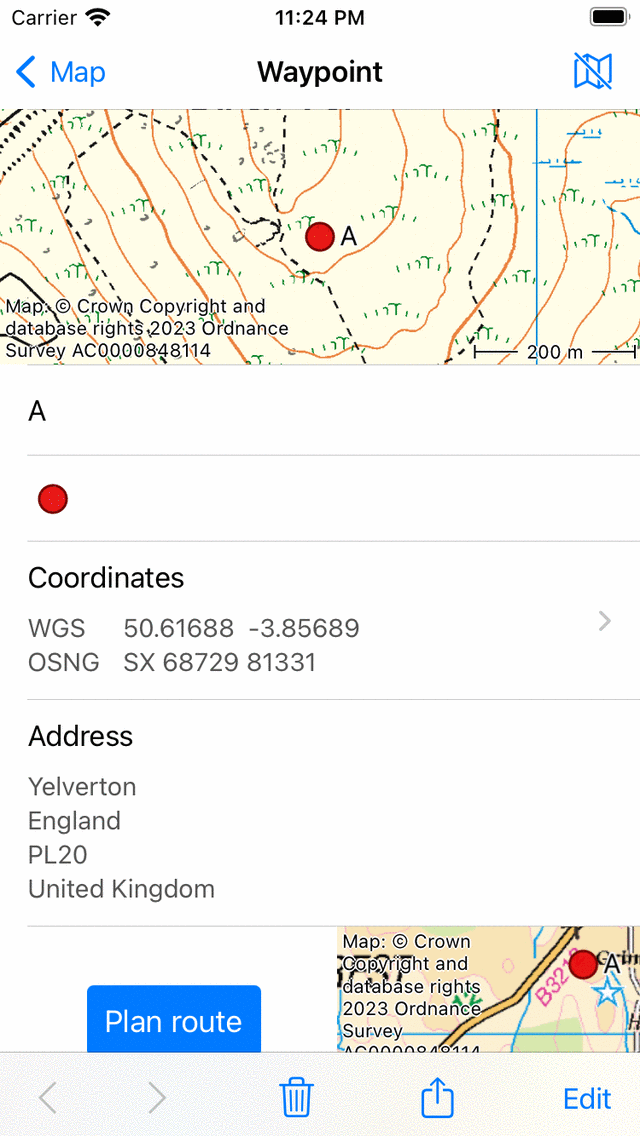 Carrier
11:24 PM
Map
Waypoint
A
Map: © Crown Copyright and
database rights 2023 Ordnance
Survey AC0000848114
200 m
A
Coordinates
WGS 50.61688 -3.85689
OSNG SX 68729 81331
Address
Yelverton
England
PL20
United Kingdom
Map: © Crown
Copyright and
database rights
2023 Ordnance
Survey
AC0000848114
A
Plan route
Edit